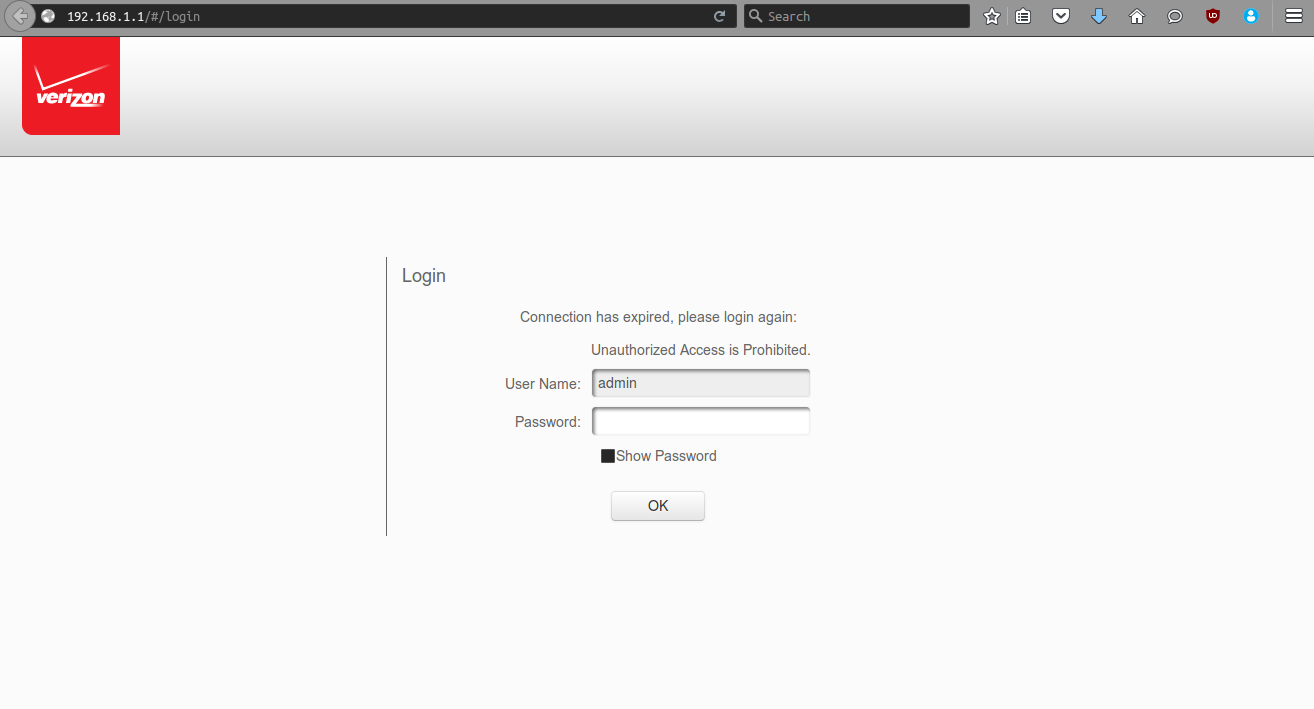 192.168.1.1/#/login
Search
verizon
Login
Connection has expired, please login again:
Unauthorized Access is Prohibited.
User Name: admin
Password:
Show Password
OK